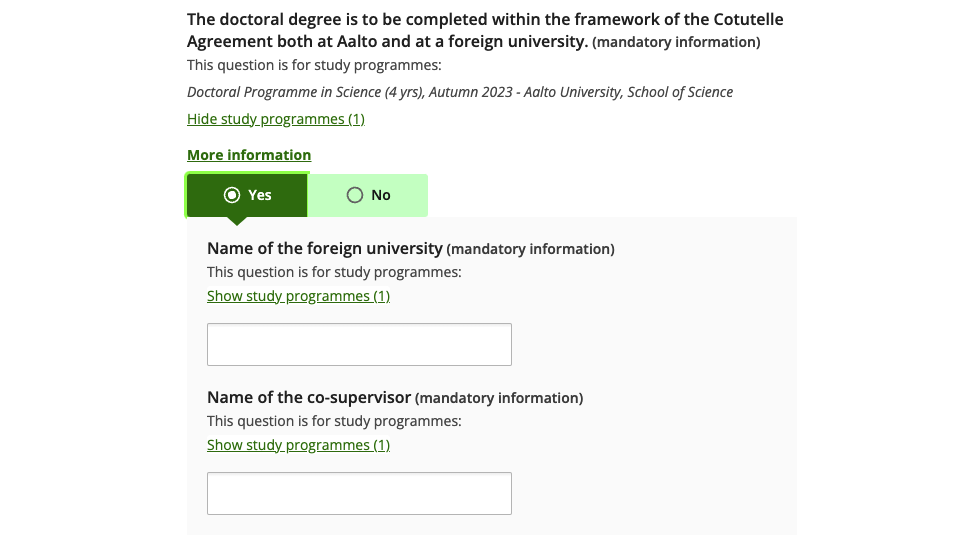 The doctoral degree is to be completed within the framework of the Cotutelle
Agreement both at Aalto and at a foreign university. (mandatory information)
This question is for study programmes:
Doctoral Programme in Science (4 yrs), Autumn 2023 - Aalto University, School of Science
Hide study programmes (1)
More information
Yes No
Name of the foreign university (mandatory information)
This question is for study programmes:
Show study programmes (1)
Name of the co-supervisor (mandatory information)
This question is for study programmes:
Show study programmes (1)